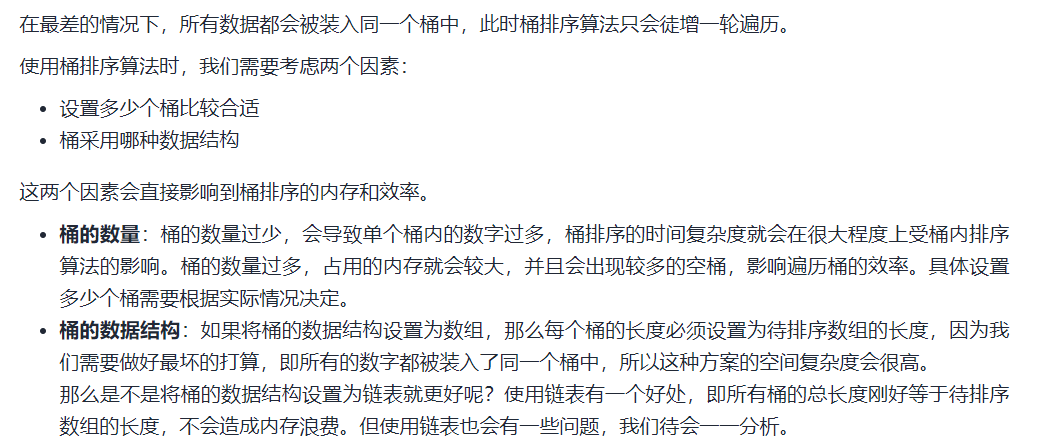 在最差的情况下，所有数据都会被装入同一个桶中，此时桶排序算法只会徒增一轮遍历。
使用桶排序算法时，我们需要考虑两个因素：
• 设置多少个桶比较合适
• 桶采用哪种数据结构
这两个因素会直接影响到桶排序的内存和效率。
• 桶的数量：桶的数量过少，会导致单个桶内的数字过多，桶排序的时间复杂度就会在很大程度上受桶内排序
算法的影响。桶的数量过多，占用的内存就会较大，并且会出现较多的空桶，影响遍历桶的效率。具体设置
多少个桶需要根据实际情况决定。
• 桶的数据结构：如果将桶的数据结构设置为数组，那么每个桶的长度必须设置为待排序数组的长度，因为我
们需要做好最坏的打算，即所有的数字都被装入了同一个桶中，所以这种方案的空间复杂度会很高。
那么是不是将桶的数据结构设置为链表就更好呢？使用链表有一个好处，即所有桶的总长度刚好等于待排序
数组的长度，不会造成内存浪费。但使用链表也会有一些问题，我们待会一一分析。